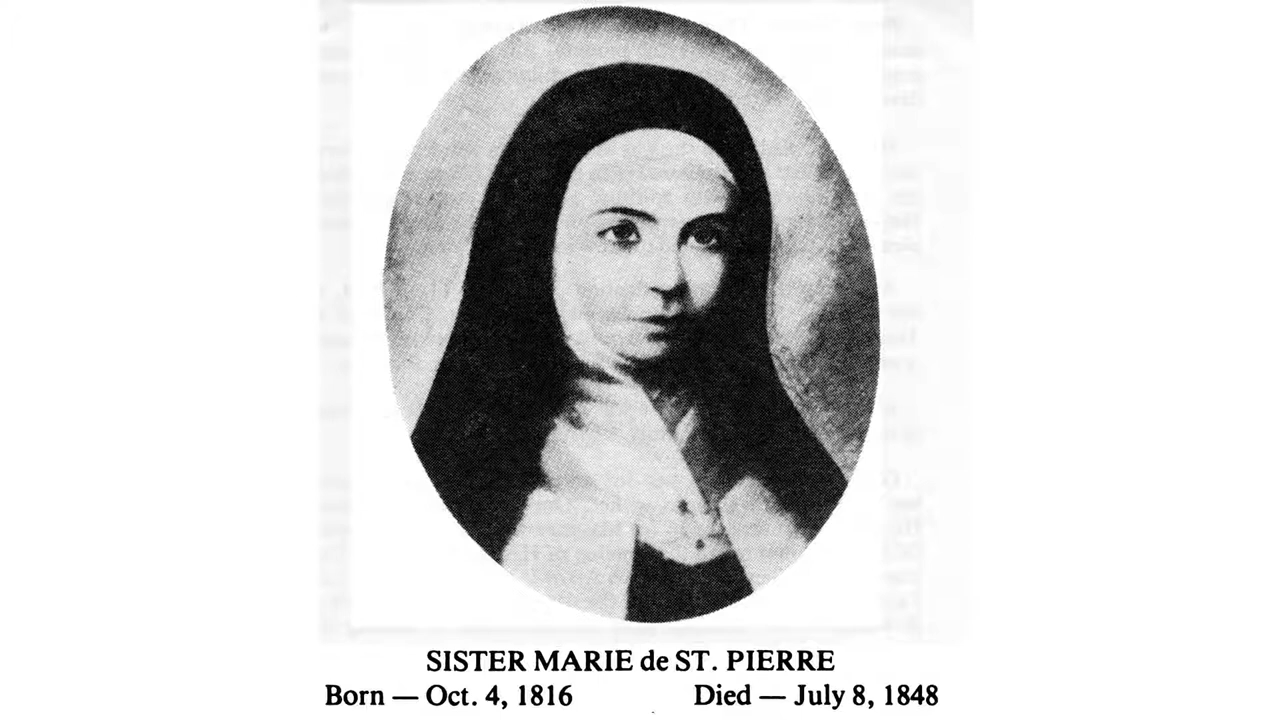 SISTER MARIE de ST. PIERRE
Born — Oct. 4, 1816 Died — July 8, 1848